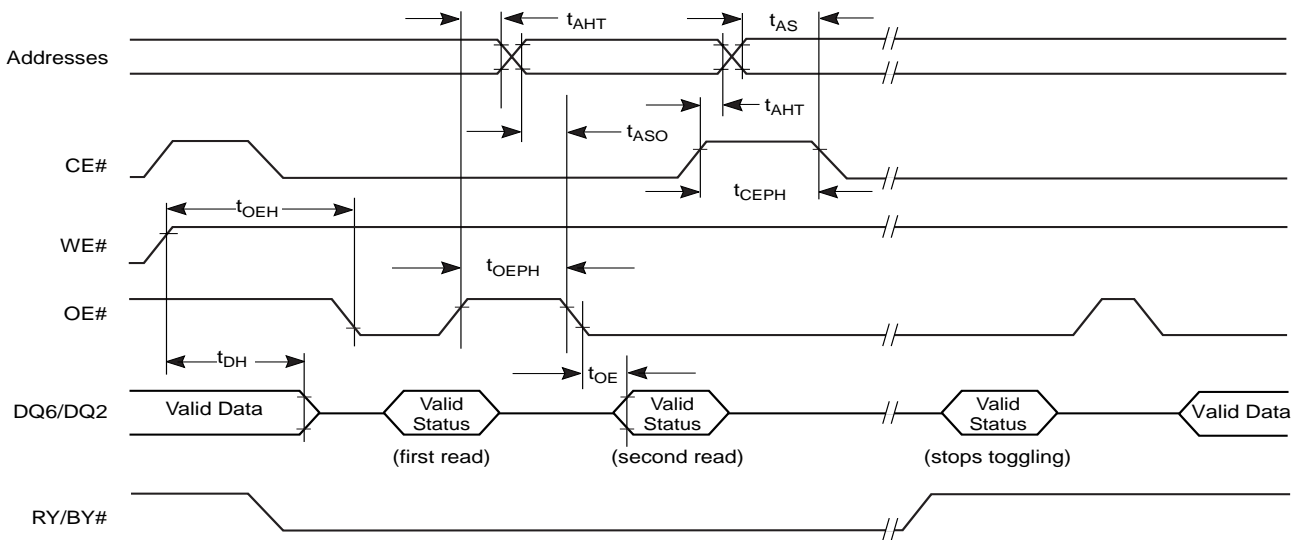 tAHT
tAS
Addresses
tAHT
tASO
CE#
tCEPH
tOEH
WE#
tOEPH
OE#
tDH
tOE
DQ6/DQ2
Valid Data
Valid
Status
Valid
Status
Valid
Status
Valid Data
(first read)
(second read)
(stops toggling)
RY/BY#